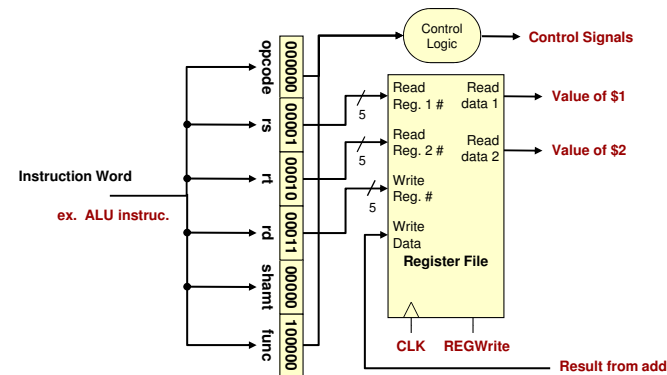 Control
Logic
Control Signals
opcode
000000
rs
00001
rt
00010
rd
00011
shamt
00000
func
100000
Instruction Word
ex. ALU instruc.
5
5
5
Read
Reg. 1 #
Read
data 1
Value of $1
Read
Reg. 2 #
Read
data 2
Value of $2
Write
Reg. #
Write
Data
Register File
CLK
REGWrite
Result from add